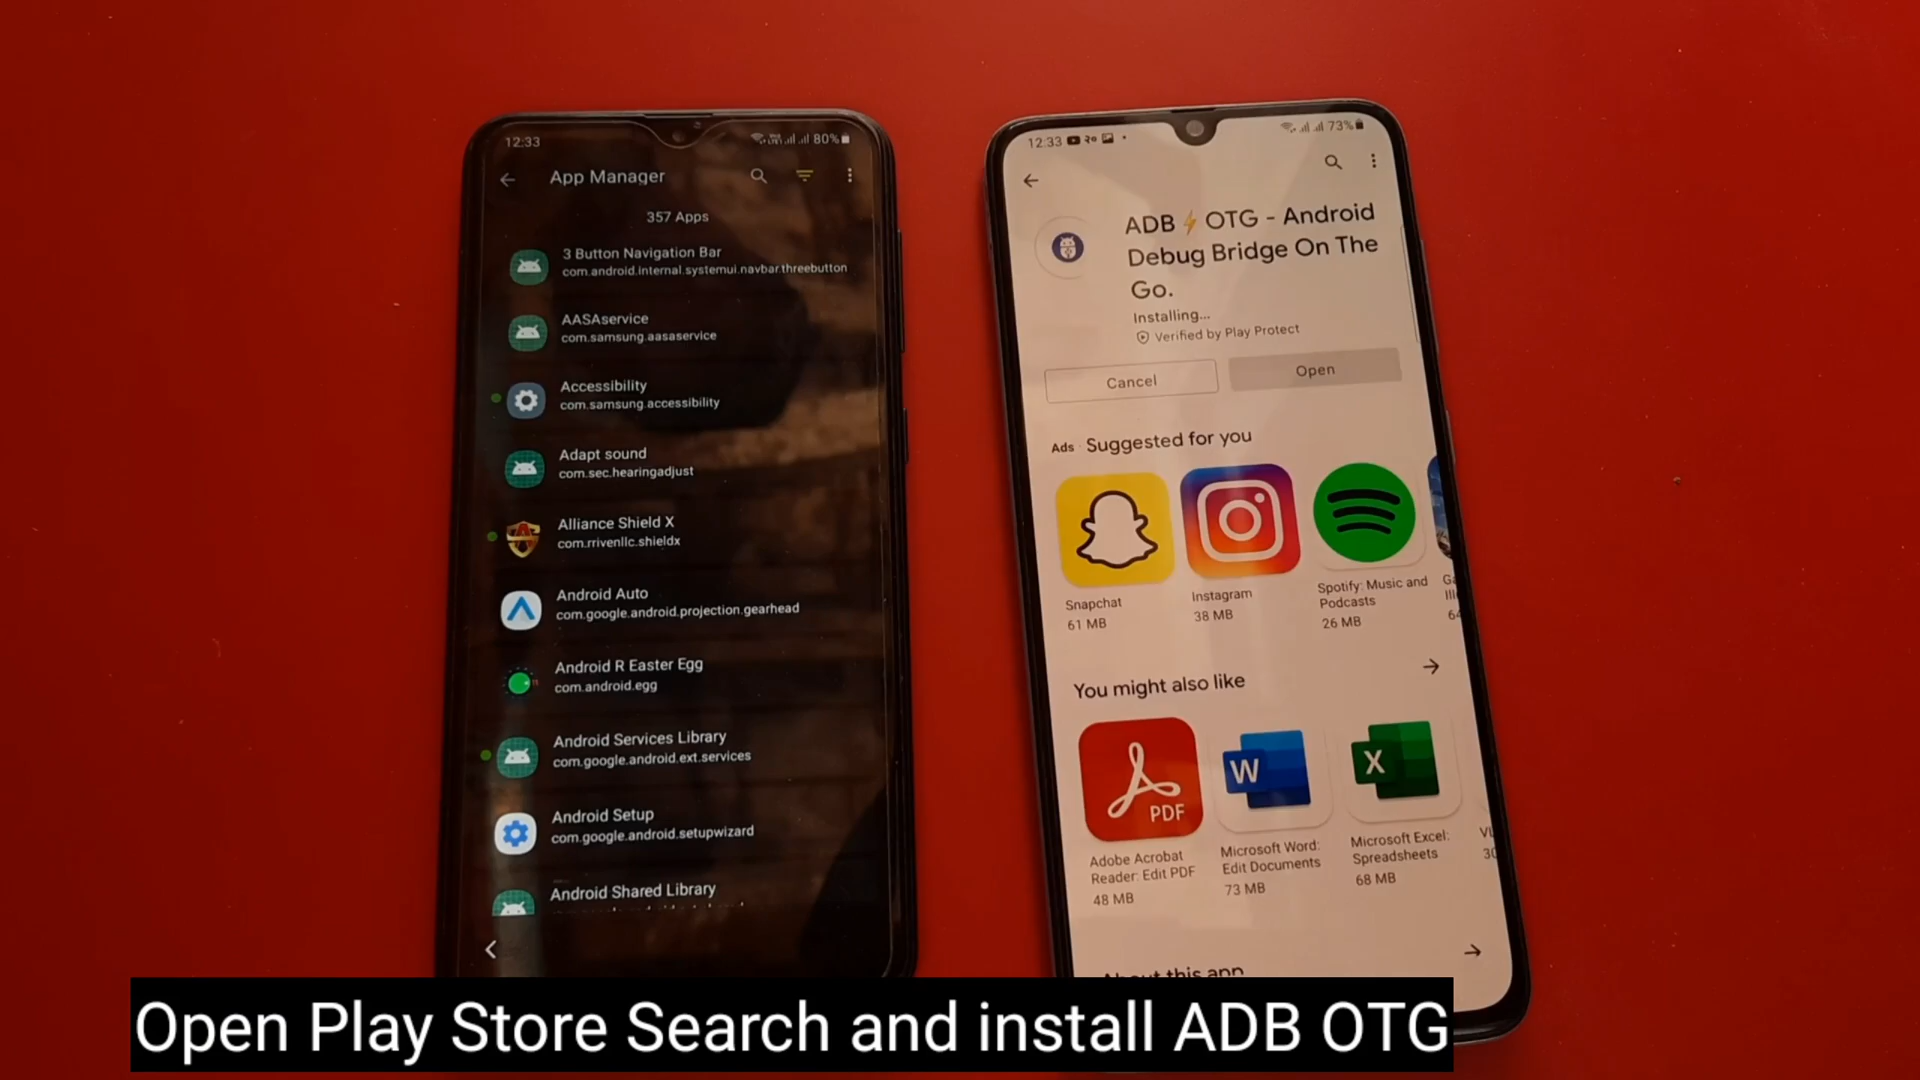 12:33
80%
App Manager
357 Apps
3 Button Navigation Bar
com.android.internal.systemui.navbar.threebutton
AASAservice
com.samsung.aasaservice
Accessibility
com.samsung.accessibility
Adapt sound
com.sec.hearingadjust
Alliance Shield X
com.rrivenllc.shieldx
Android Auto
com.google.android.projection.gearhead
Android R Easter Egg
com.android.egg
Android Services Library
com.google.android.ext.services
Android Setup
com.google.android.setupwizard
Android Shared Library
12:33
73%
ADB⚡OTG - Android
Debug Bridge On The
Go.
Installing...
Verified by Play Protect
Cancel
Open
Ads · Suggested for you
Snapchat
61 MB
Instagram
38 MB
Spotify: Music and
Podcasts
26 MB
You might also like
PDF
W
X
Adobe Acrobat
Reader: Edit PDF
48 MB
Microsoft Word:
Edit Documents
73 MB
Microsoft Excel:
Spreadsheets
68 MB
About this app
Open Play Store Search and install ADB OTG